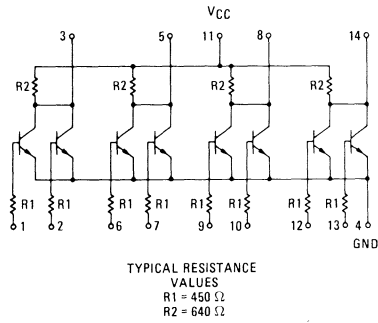 VCC
3 5 11 8 14
R2 R2 R2 R2
R1 R1 R1 R1 R1 R1 R1 R1
1 2 6 7 9 10 12 13 4
GND
TYPICAL RESISTANCE
VALUES
R1 = 450 Ω
R2 = 640 Ω